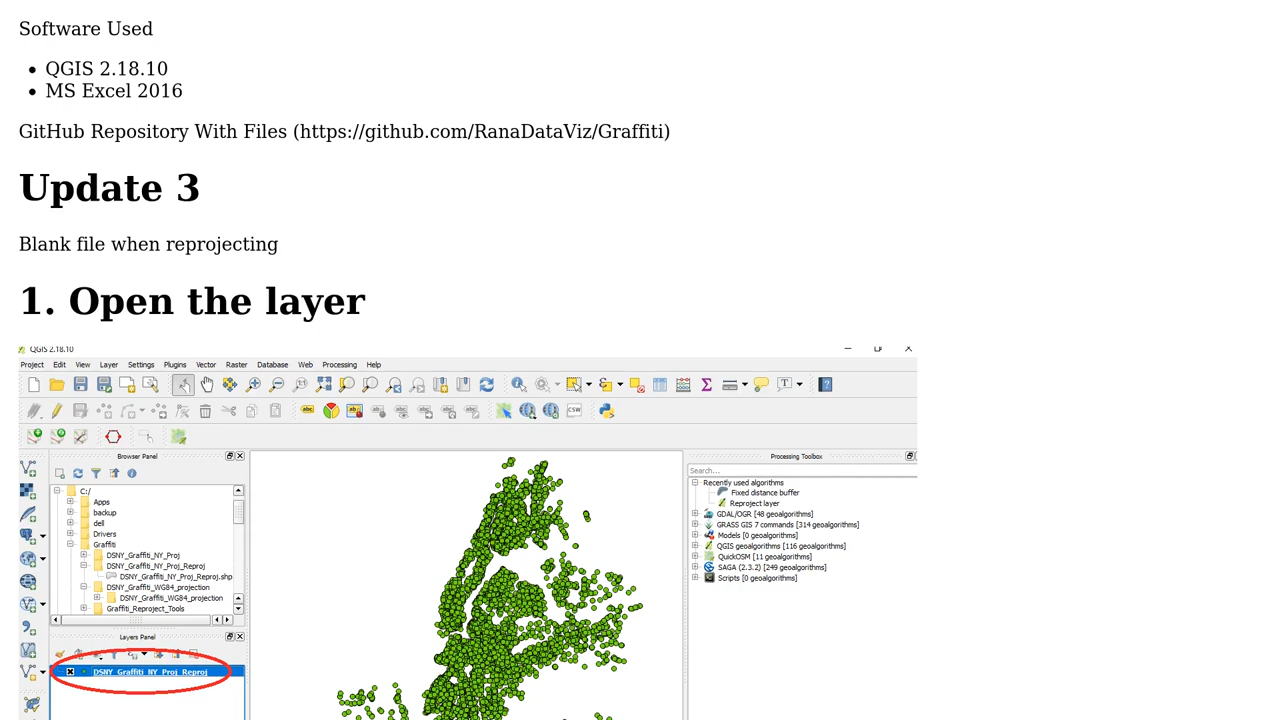 Software Used
QGIS 2.18.10
MS Excel 2016
GitHub Repository With Files (https://github.com/RanaDataViz/Graffiti)
Update 3
Blank file when reprojecting
1. Open the layer
QGIS 2.18.10
Project Edit View Layer Settings Plugins Vector Raster Database Web Processing Help
abc
CSW
Browser Panel
Processing Toolbox
Search...
C:/
Apps
backup
dell
Drivers
Graffiti
DSNY_Graffiti_NY_Proj
DSNY_Graffiti_NY_Proj_Reproj
DSNY_Graffiti_NY_Proj_Reproj.shp
DSNY_Graffiti_WG84_projection
DSNY_Graffiti_WG84_projection
Graffiti_Reproject_Tools
Recently used algorithms
Fixed distance buffer
Reproject layer
GDAL/OGR [48 geoalgorithms]
GRASS GIS 7 commands [314 geoalgorithms]
Models [0 geoalgorithms]
QGIS geoalgorithms [116 geoalgorithms]
QuickOSM [11 geoalgorithms]
SAGA (2.3.2) [249 geoalgorithms]
Scripts [0 geoalgorithms]
Layers Panel
DSNY_Graffiti_NY_Proj_Reproj